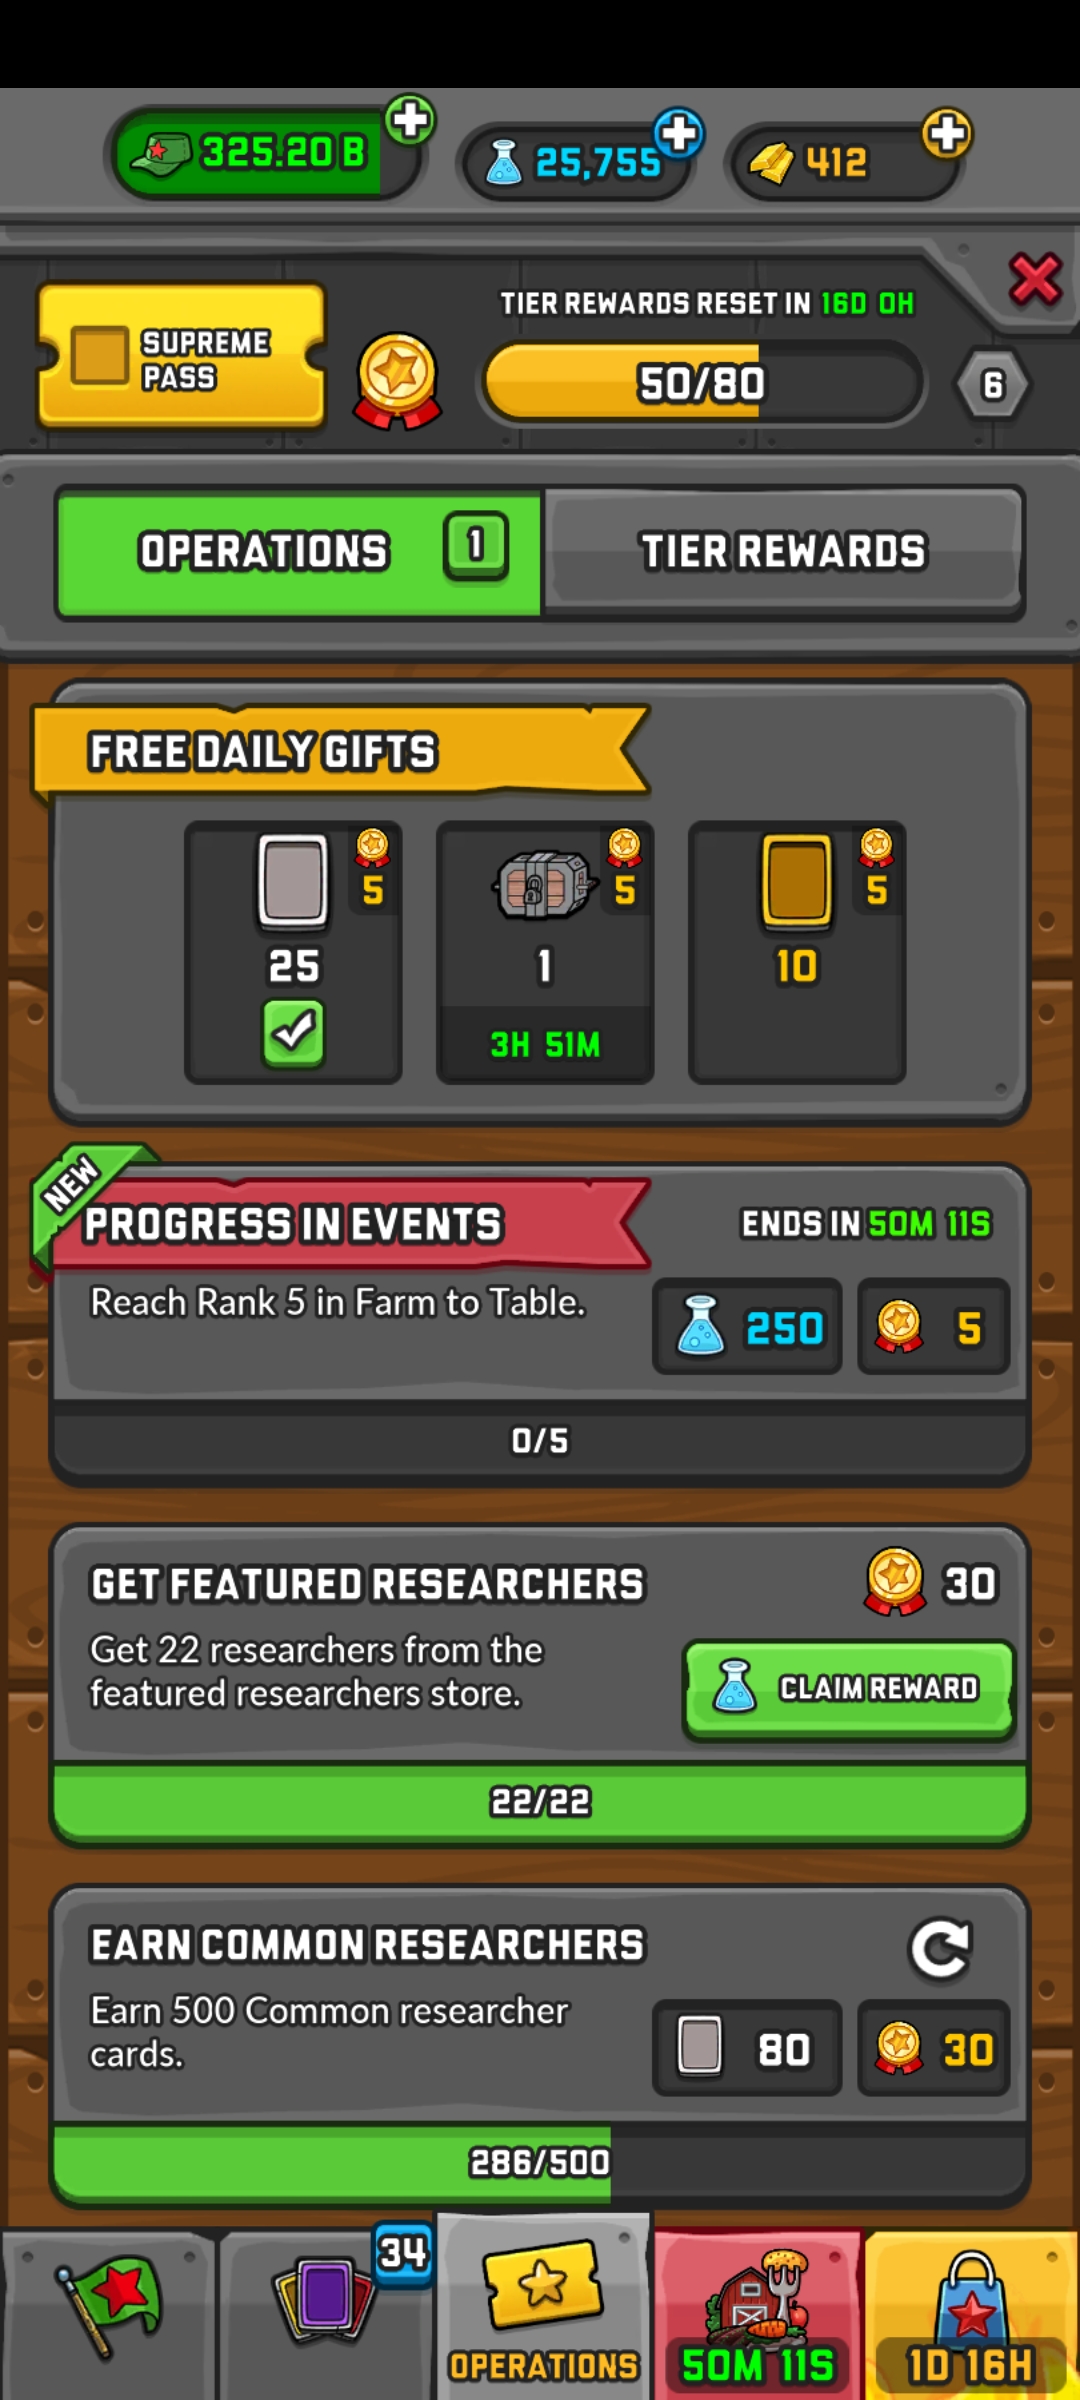 325.20 B
25,755
412
TIER REWARDS RESET IN 16D 0H
SUPREME
PASS
50/80
6
OPERATIONS
1
TIER REWARDS
FREE DAILY GIFTS
5
5
5
25
1
10
3H 51M
NEW
PROGRESS IN EVENTS
ENDS IN 50M 11S
Reach Rank 5 in Farm to Table.
250
5
0/5
GET FEATURED RESEARCHERS
30
Get 22 researchers from the
featured researchers store.
CLAIM REWARD
22/22
EARN COMMON RESEARCHERS
Earn 500 Common researcher
cards.
80
30
286/500
34
OPERATIONS
50M 11S
1D 16H